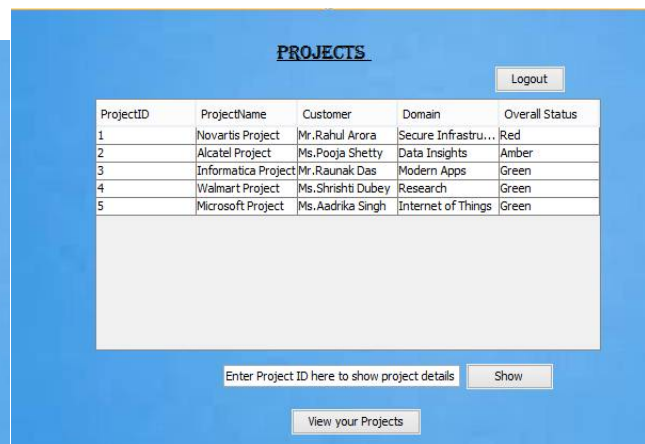 PROJECTS
Logout
ProjectID ProjectName Customer Domain Overall Status
1 Novartis Project Mr.Rahul Arora Secure Infrastru... Red
2 Alcatel Project Ms.Pooja Shetty Data Insights Amber
3 Informatica Project Mr.Raunak Das Modern Apps Green
4 Walmart Project Ms.Shrishti Dubey Research Green
5 Microsoft Project Ms.Aadrika Singh Internet of Things Green
Enter Project ID here to show project details Show
View your Projects